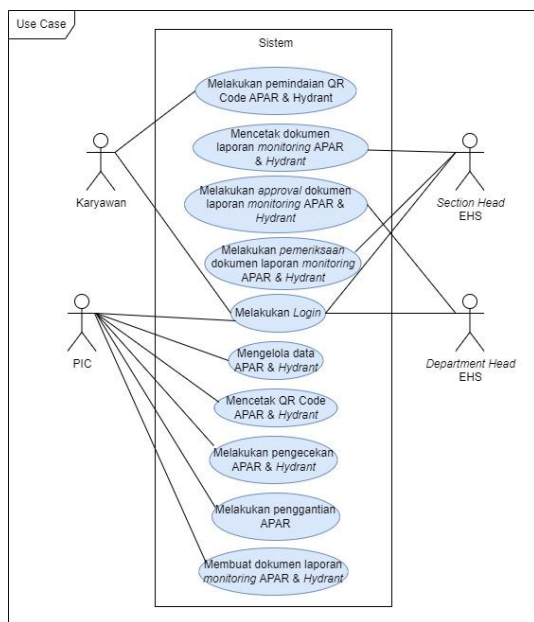 Use Case
Sistem
Melakukan pemindaian QR
Code APAR & Hydrant
Mencetak dokumen
laporan monitoring APAR
& Hydrant
Melakukan approval dokumen
laporan monitoring APAR &
Hydrant
Melakukan pemeriksaan
dokumen laporan monitoring
APAR & Hydrant
Melakukan Login
Mengelola data
APAR & Hydrant
Mencetak QR Code
APAR & Hydrant
Melakukan pengecekan
APAR & Hydrant
Melakukan penggantian
APAR
Membuat dokumen laporan
monitoring APAR & Hydrant
Karyawan
PIC
Section Head
EHS
Department Head
EHS